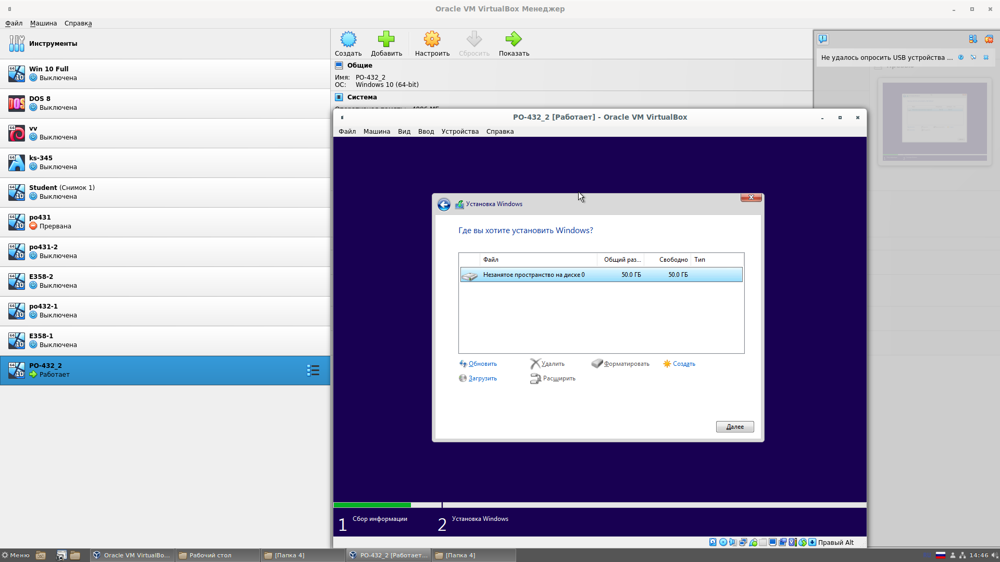 Oracle VM VirtualBox Менеджер
Файл Машина Справка
Инструменты
Win 10 Full
Выключена
DOS 8
Выключена
vv
Выключена
ks-345
Выключена
Student (Снимок 1)
Выключена
po431
Прервана
po431-2
Выключена
E358-2
Выключена
po432-1
Выключена
E358-1
Выключена
PO-432_2
Работает
Создать Добавить Настроить Сбросить Показать
Общие
Имя: PO-432_2
ОС: Windows 10 (64-bit)
Система
Не удалось опросить USB устройства ...
PO-432_2 [Работает] - Oracle VM VirtualBox
Файл Машина Вид Ввод Устройства Справка
Установка Windows
Где вы хотите установить Windows?
Файл Общий раз... Свободно Тип
Незанятое пространство на диске 0 50.0 ГБ 50.0 ГБ
Обновить Удалить Форматировать Создать
Загрузить Расширить
Далее
1 Сбор информации 2 Установка Windows
Правый Alt
Меню Oracle VM VirtualBo... Рабочий стол [Папка 4] PO-432_2 [Работает... [Папка 4] 14:46